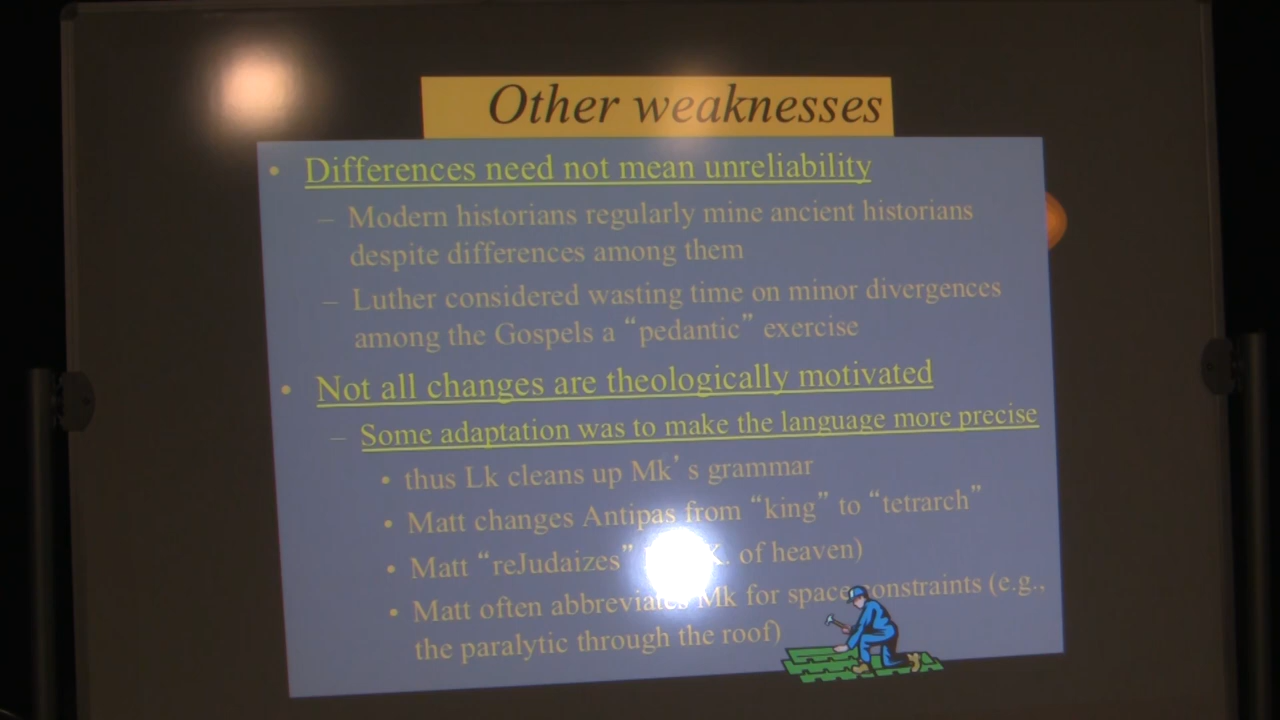 Other weaknesses
• Differences need not mean unreliability
– Modern historians regularly mine ancient historians
despite differences among them
– Luther considered wasting time on minor divergences
among the Gospels a “pedantic” exercise
• Not all changes are theologically motivated
– Some adaptation was to make the language more precise
• thus Lk cleans up Mk’s grammar
• Matt changes Antipas from “king” to “tetrarch”
• Matt “reJudaizes” K. of heaven)
• Matt often abbreviates Mk for space constraints (e.g.,
the paralytic through the roof)